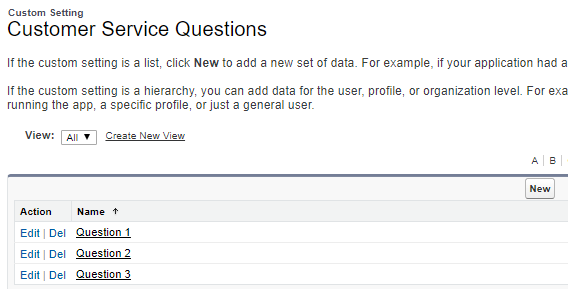 Custom Setting
Customer Service Questions
If the custom setting is a list, click New to add a new set of data. For example, if your application had a
If the custom setting is a hierarchy, you can add data for the user, profile, or organization level. For exa
running the app, a specific profile, or just a general user.
View: All ▼ Create New View
A | B |
New
Action Name ↑
Edit | Del Question 1
Edit | Del Question 2
Edit | Del Question 3